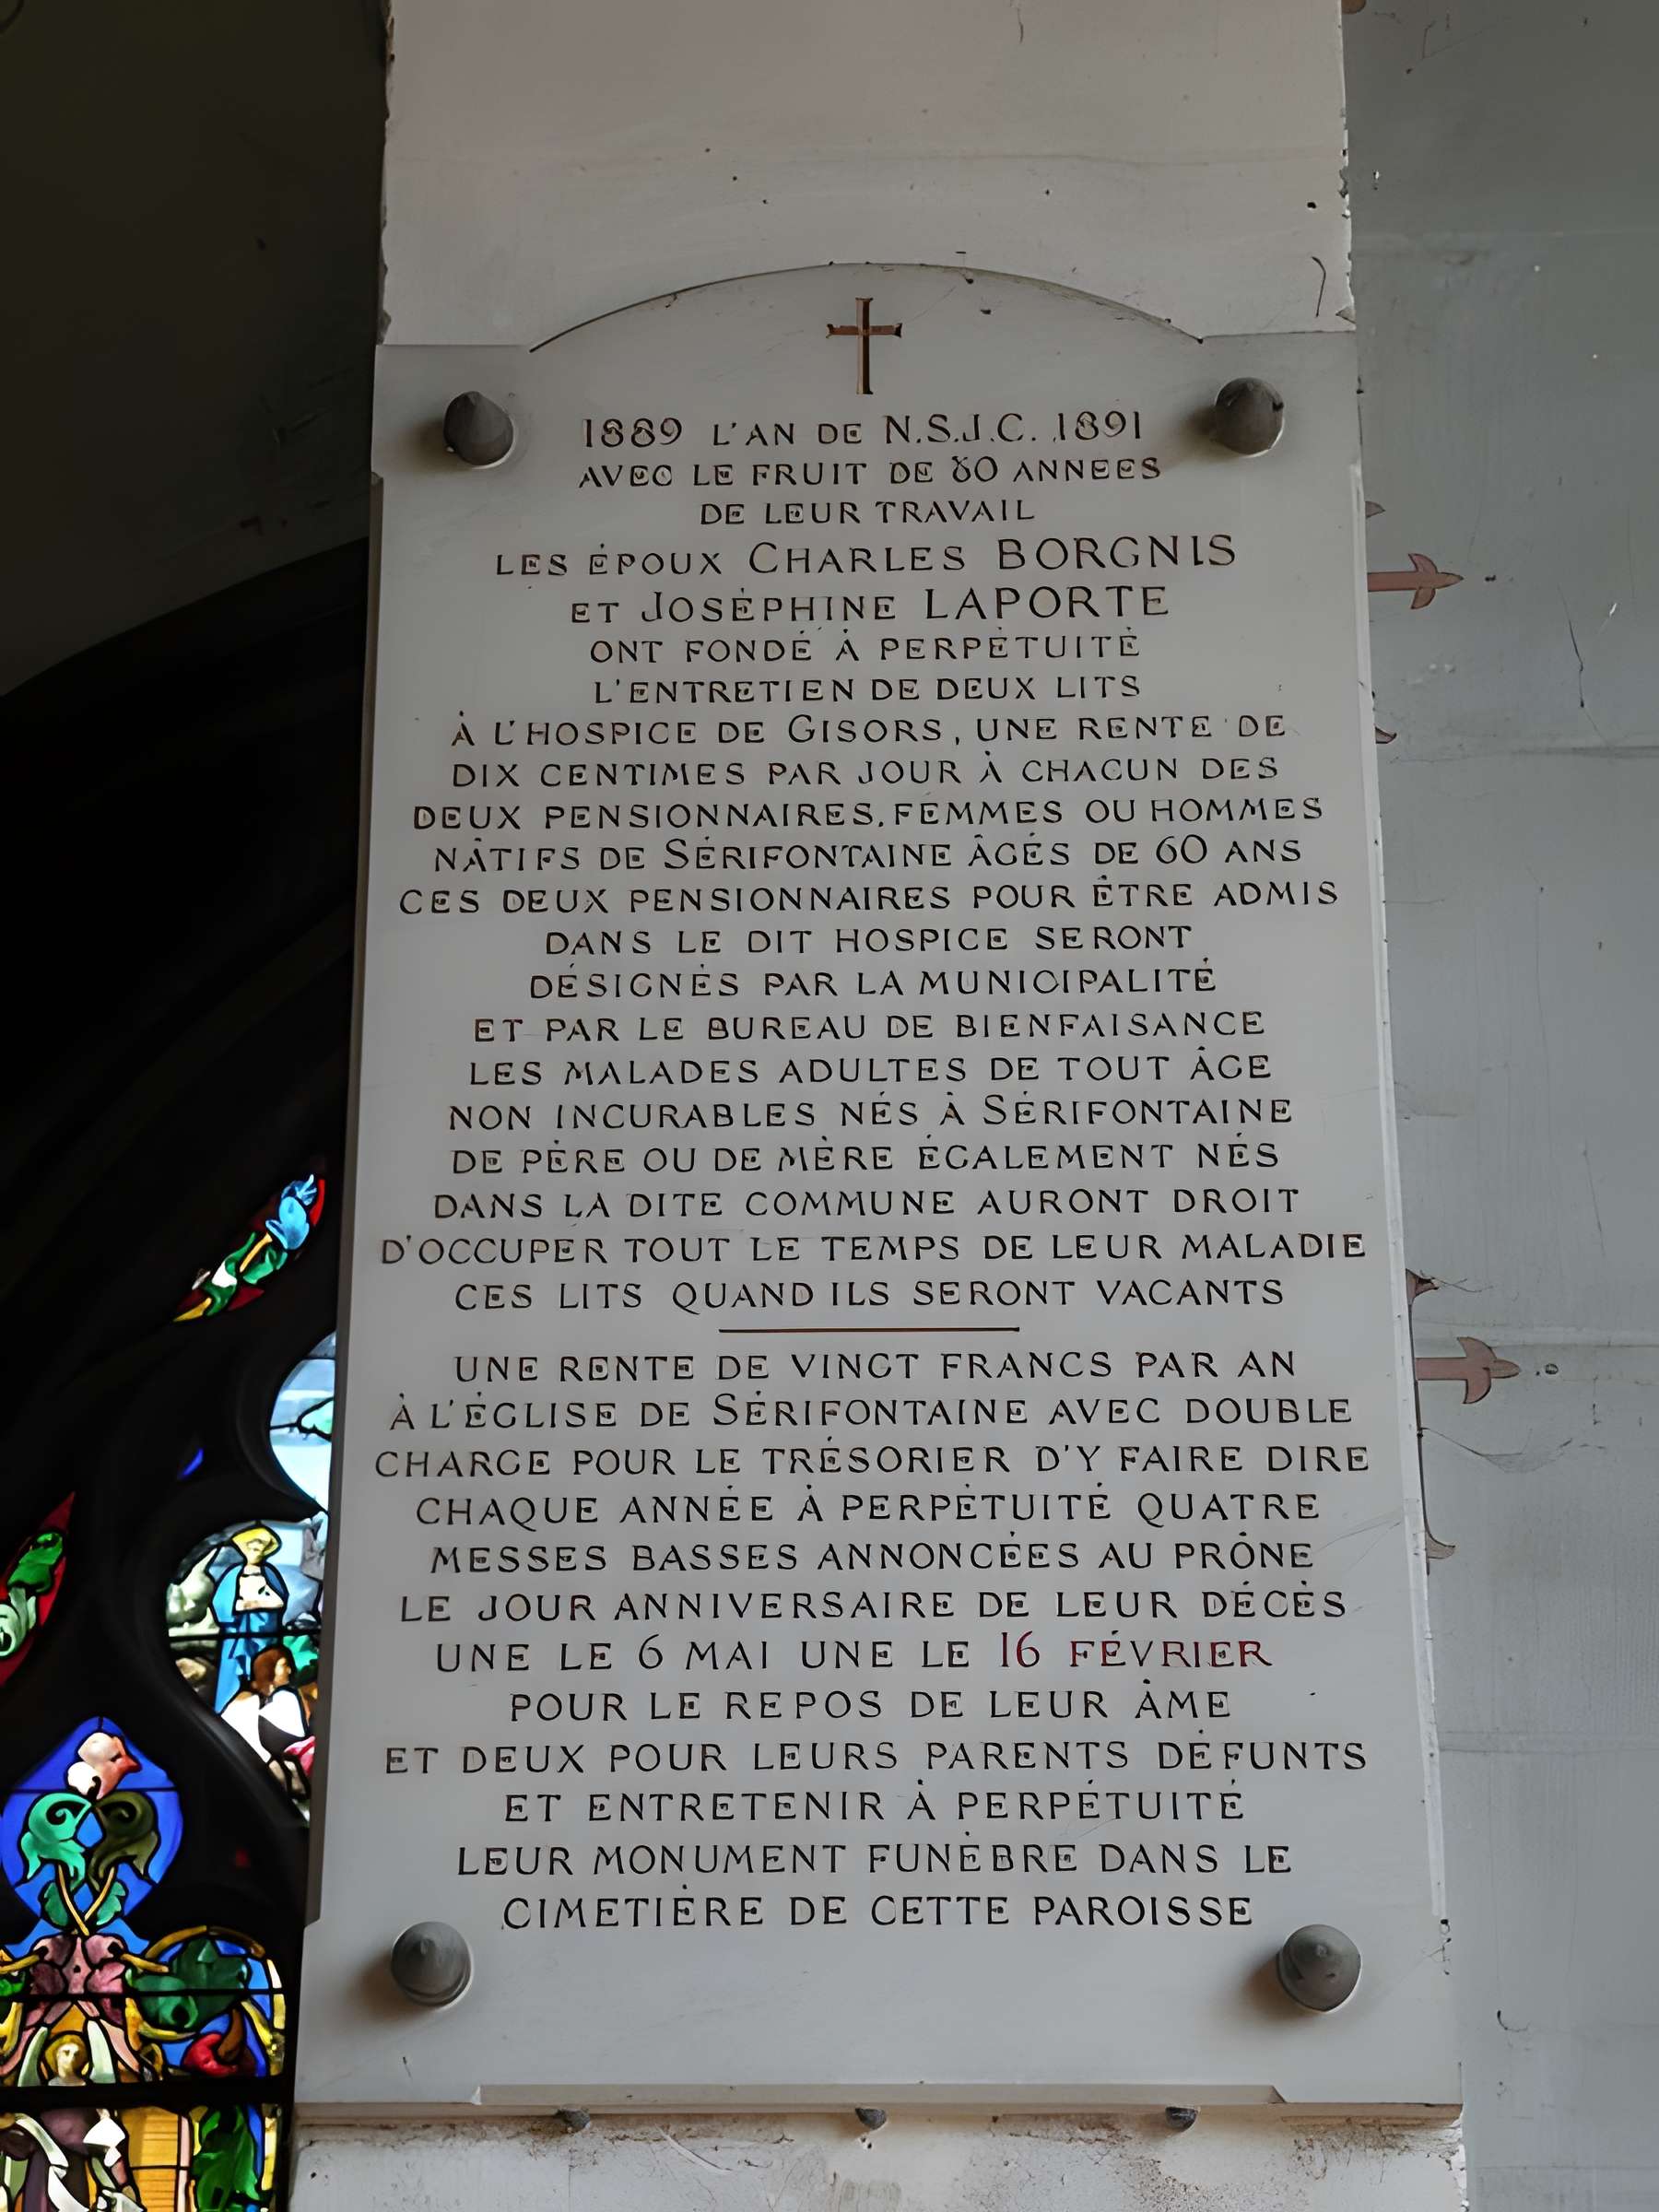 1889 L'AN DE N.S.J.C. 1891
AVEC LE FRUIT DE 80 ANNEES
DE LEUR TRAVAIL
LES ÉPOUX CHARLES BORGNIS
ET JOSÉPHINE LAPORTE
ONT FONDÉ À PERPÉTUITÉ
L'ENTRETIEN DE DEUX LITS
À L'HOSPICE DE GISORS, UNE RENTE DE
DIX CENTIMES PAR JOUR À CHACUN DES
DEUX PENSIONNAIRES. FEMMES OU HOMMES
NÂTIFS DE SÉRIFONTAINE ÂGÉS DE 60 ANS
CES DEUX PENSIONNAIRES POUR ÊTRE ADMIS
DANS LE DIT HOSPICE SERONT
DÉSIGNÉS PAR LA MUNICIPALITÉ
ET PAR LE BUREAU DE BIENFAISANCE
LES MALADES ADULTES DE TOUT ÂGE
NON INCURABLES NÉS À SÉRIFONTAINE
DE PÈRE OU DE MÈRE ÉGALEMENT NÉS
DANS LA DITE COMMUNE AURONT DROIT
D'OCCUPER TOUT LE TEMPS DE LEUR MALADIE
CES LITS QUAND ILS SERONT VACANTS
UNE RENTE DE VINGT FRANCS PAR AN
À L'ÉGLISE DE SÉRIFONTAINE AVEC DOUBLE
CHARGE POUR LE TRÉSORIER D'Y FAIRE DIRE
CHAQUE ANNÉE À PERPÉTUITÉ QUATRE
MESSES BASSES ANNONCÉES AU PRÔNE
LE JOUR ANNIVERSAIRE DE LEUR DÉCÈS
UNE LE 6 MAI UNE LE 16 FÉVRIER
POUR LE REPOS DE LEUR ÂME
ET DEUX POUR LEURS PARENTS DÉFUNTS
ET ENTRETENIR À PERPÉTUITÉ
LEUR MONUMENT FUNÈBRE DANS LE
CIMETIÈRE DE CETTE PAROISSE